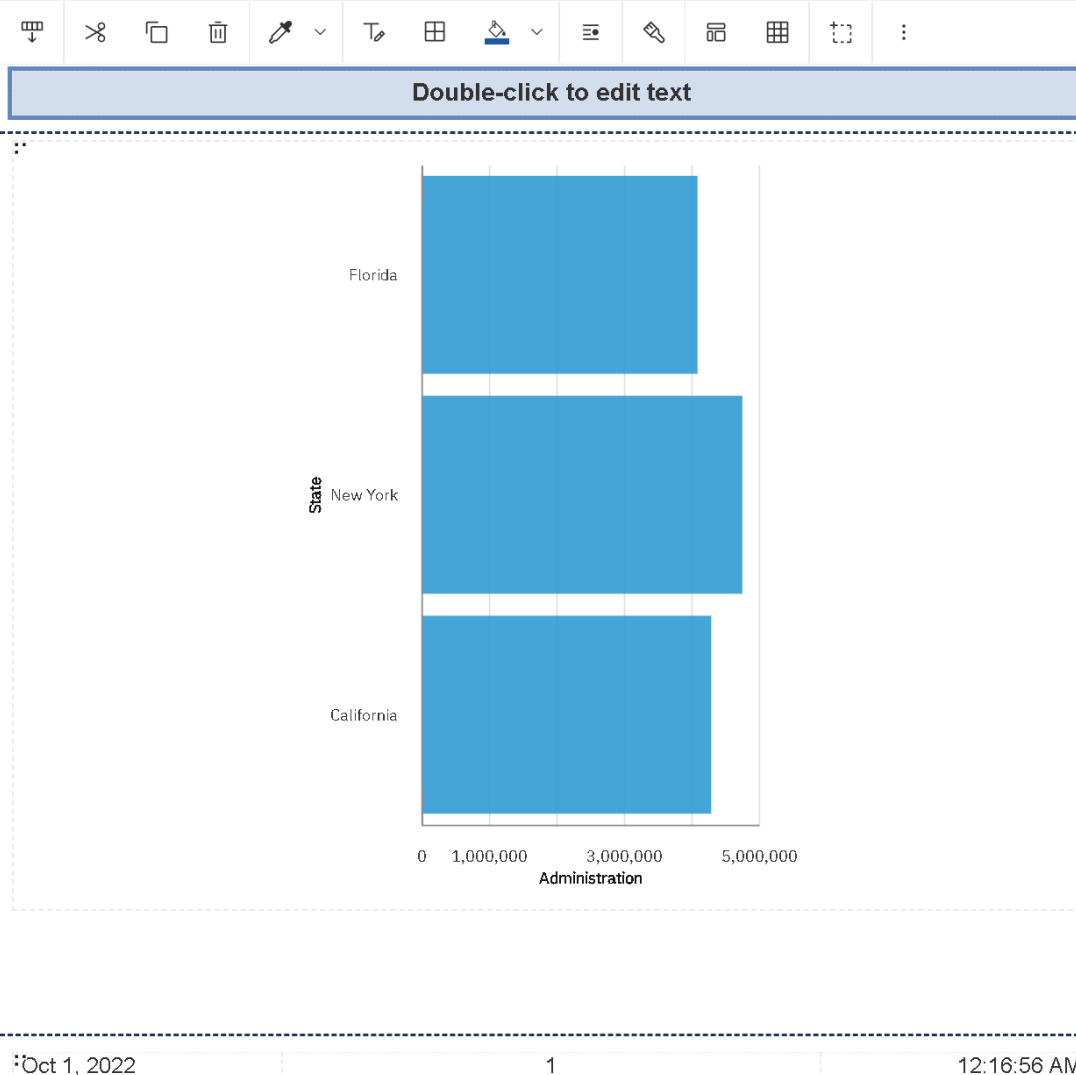 Double-click to edit text
Florida
State
New York
California
0 1,000,000 3,000,000 5,000,000
Administration
Oct 1, 2022 1 12:16:56 AM